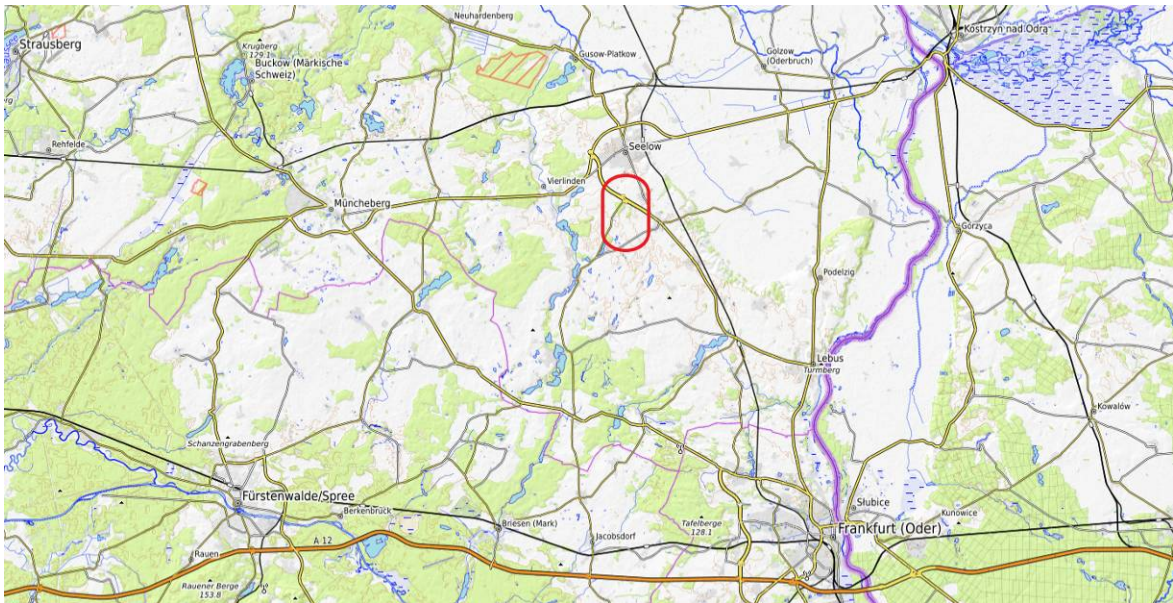 Neuhardenberg
Kostrzyn nad Odrą
Strausberg
Krugberg
129.1
Buckow (Märkische
Schweiz)
Gusow-Platkow
Golzow
(Oderbruch)
Rehfelde
Seelow
Vierlinden
Müncheberg
Górzyca
Podelzig
Lebus
Turmberg
Kowalów
Schanzengrabenberg
Fürstenwalde/Spree
Berkenbrück
Briesen (Mark)
Jacobsdorf
Tafelberge
128.1
Słubice
Kunowice
Frankfurt (Oder)
A 12
Rauen
Rauener Berge
153.8